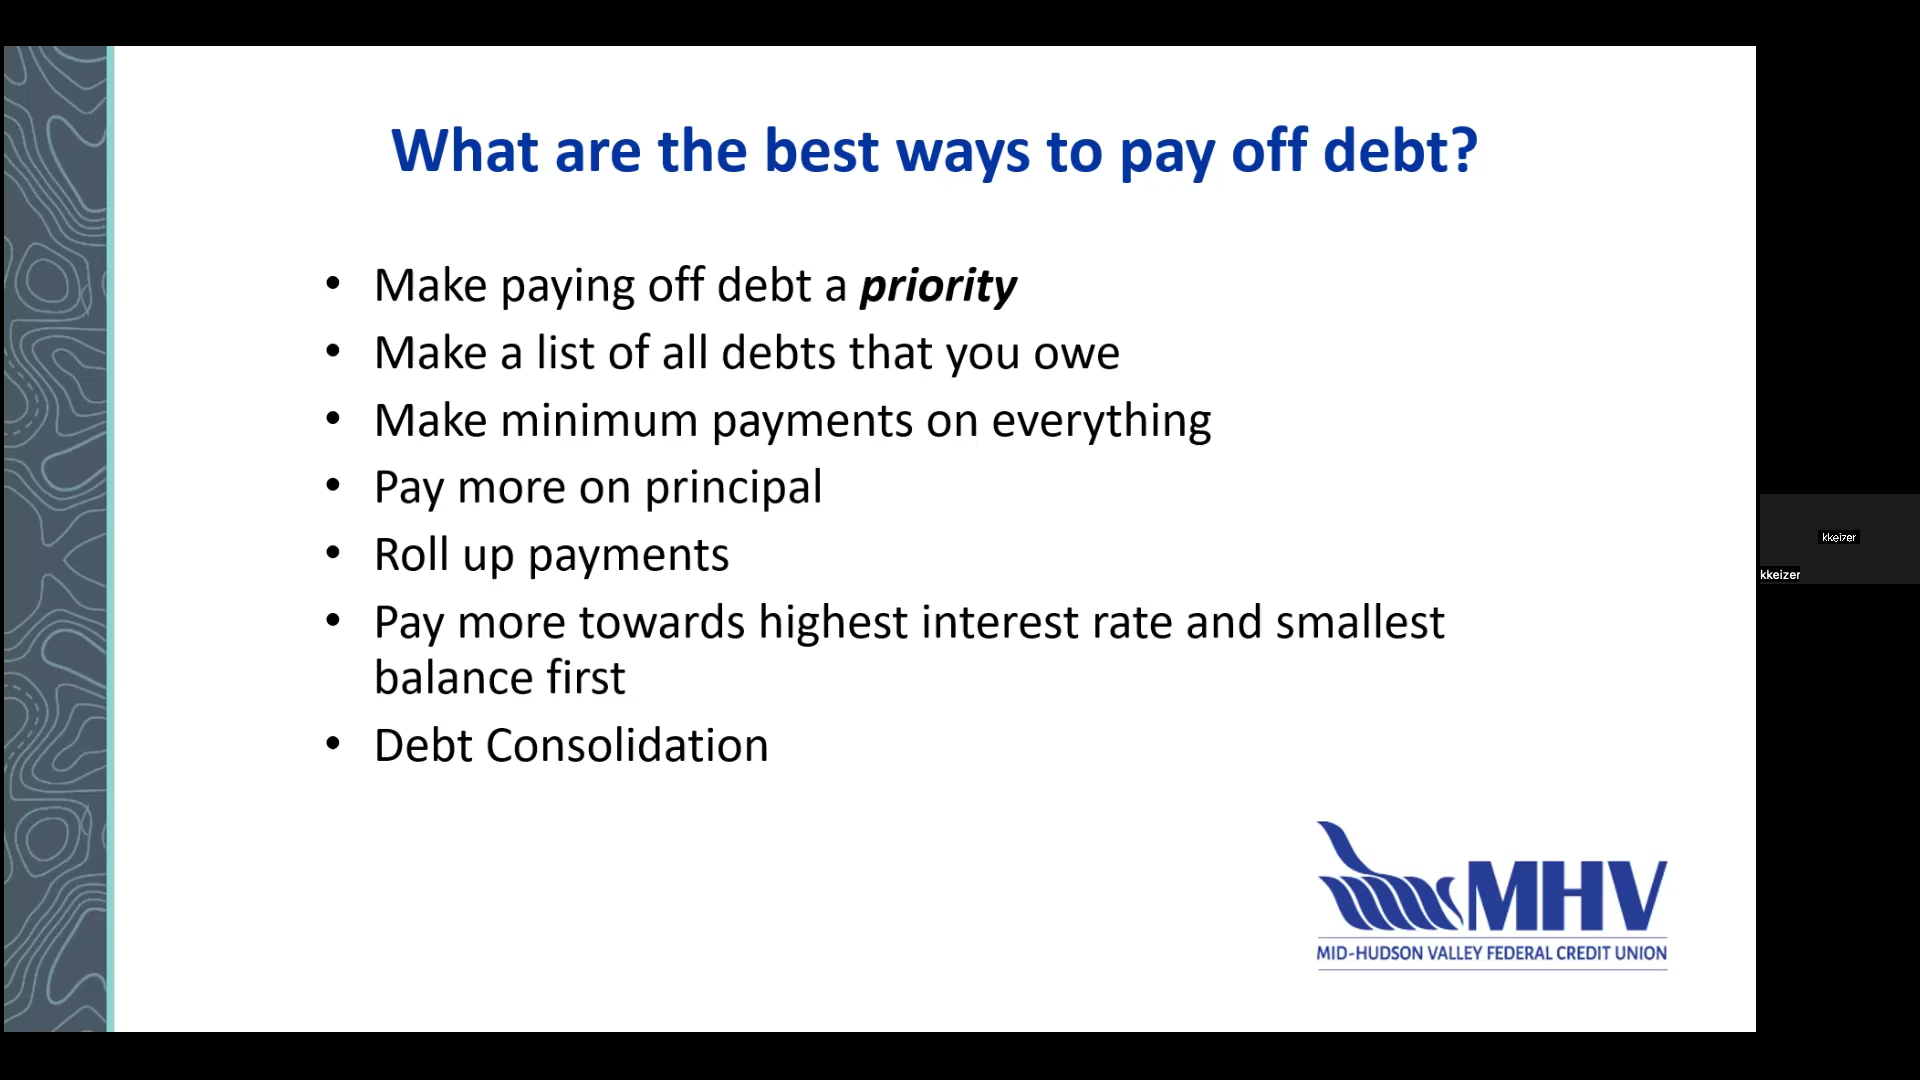 What are the best ways to pay off debt?
• Make paying off debt a priority
• Make a list of all debts that you owe
• Make minimum payments on everything
• Pay more on principal
• Roll up payments
• Pay more towards highest interest rate and smallest
balance first
• Debt Consolidation
MHV
MID-HUDSON VALLEY FEDERAL CREDIT UNION
kkeizer
kkeizer